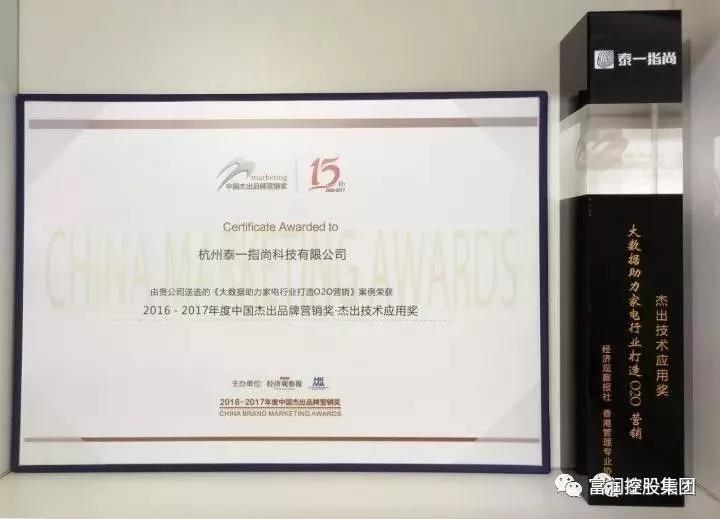 marketing
中国杰出品牌营销奖
15th
2002-2017
Certificate Awarded to
CHINA MARKETING AWARDS
杭州泰一指尚科技有限公司
由贵公司送选的《大数据助力家电行业打造O2O营销》案例荣获
2016 - 2017年度中国杰出品牌营销奖·杰出技术应用奖
主办单位:
经济观察报
HKMA
2016-2017年度中国杰出品牌营销奖
CHINA BRAND MARKETING AWARDS
泰一指尚
marketing
杰出技术应用奖
大数据助力家电行业打造O2O 营销
经济观察报社 香港管理专业协
富润控股集团